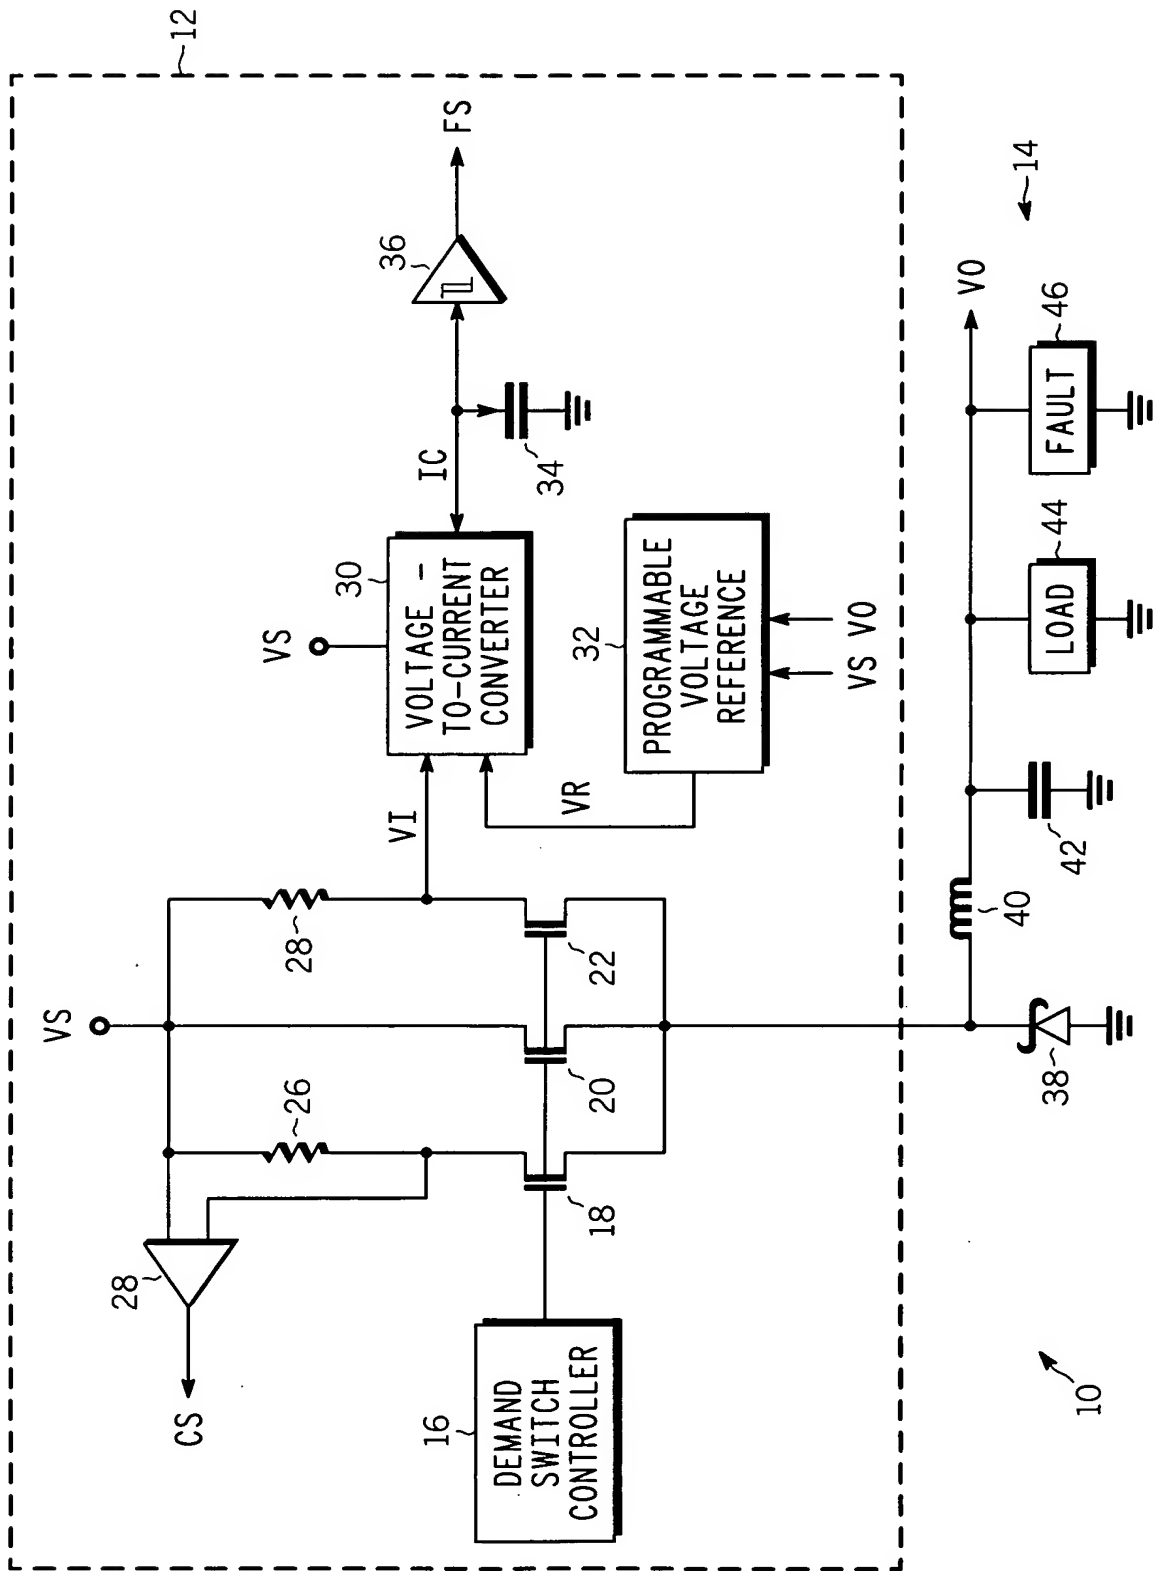 12
VS
28
26
28
VI
CS
VS
30
VOLTAGE -
TO-CURRENT
CONVERTER
IC
36
FS
34
16
DEMAND
SWITCH
CONTROLLER
18
20
22
VR
32
PROGRAMMABLE
VOLTAGE
REFERENCE
VS
VO
10
38
40
42
LOAD
44
FAULT
46
VO
14